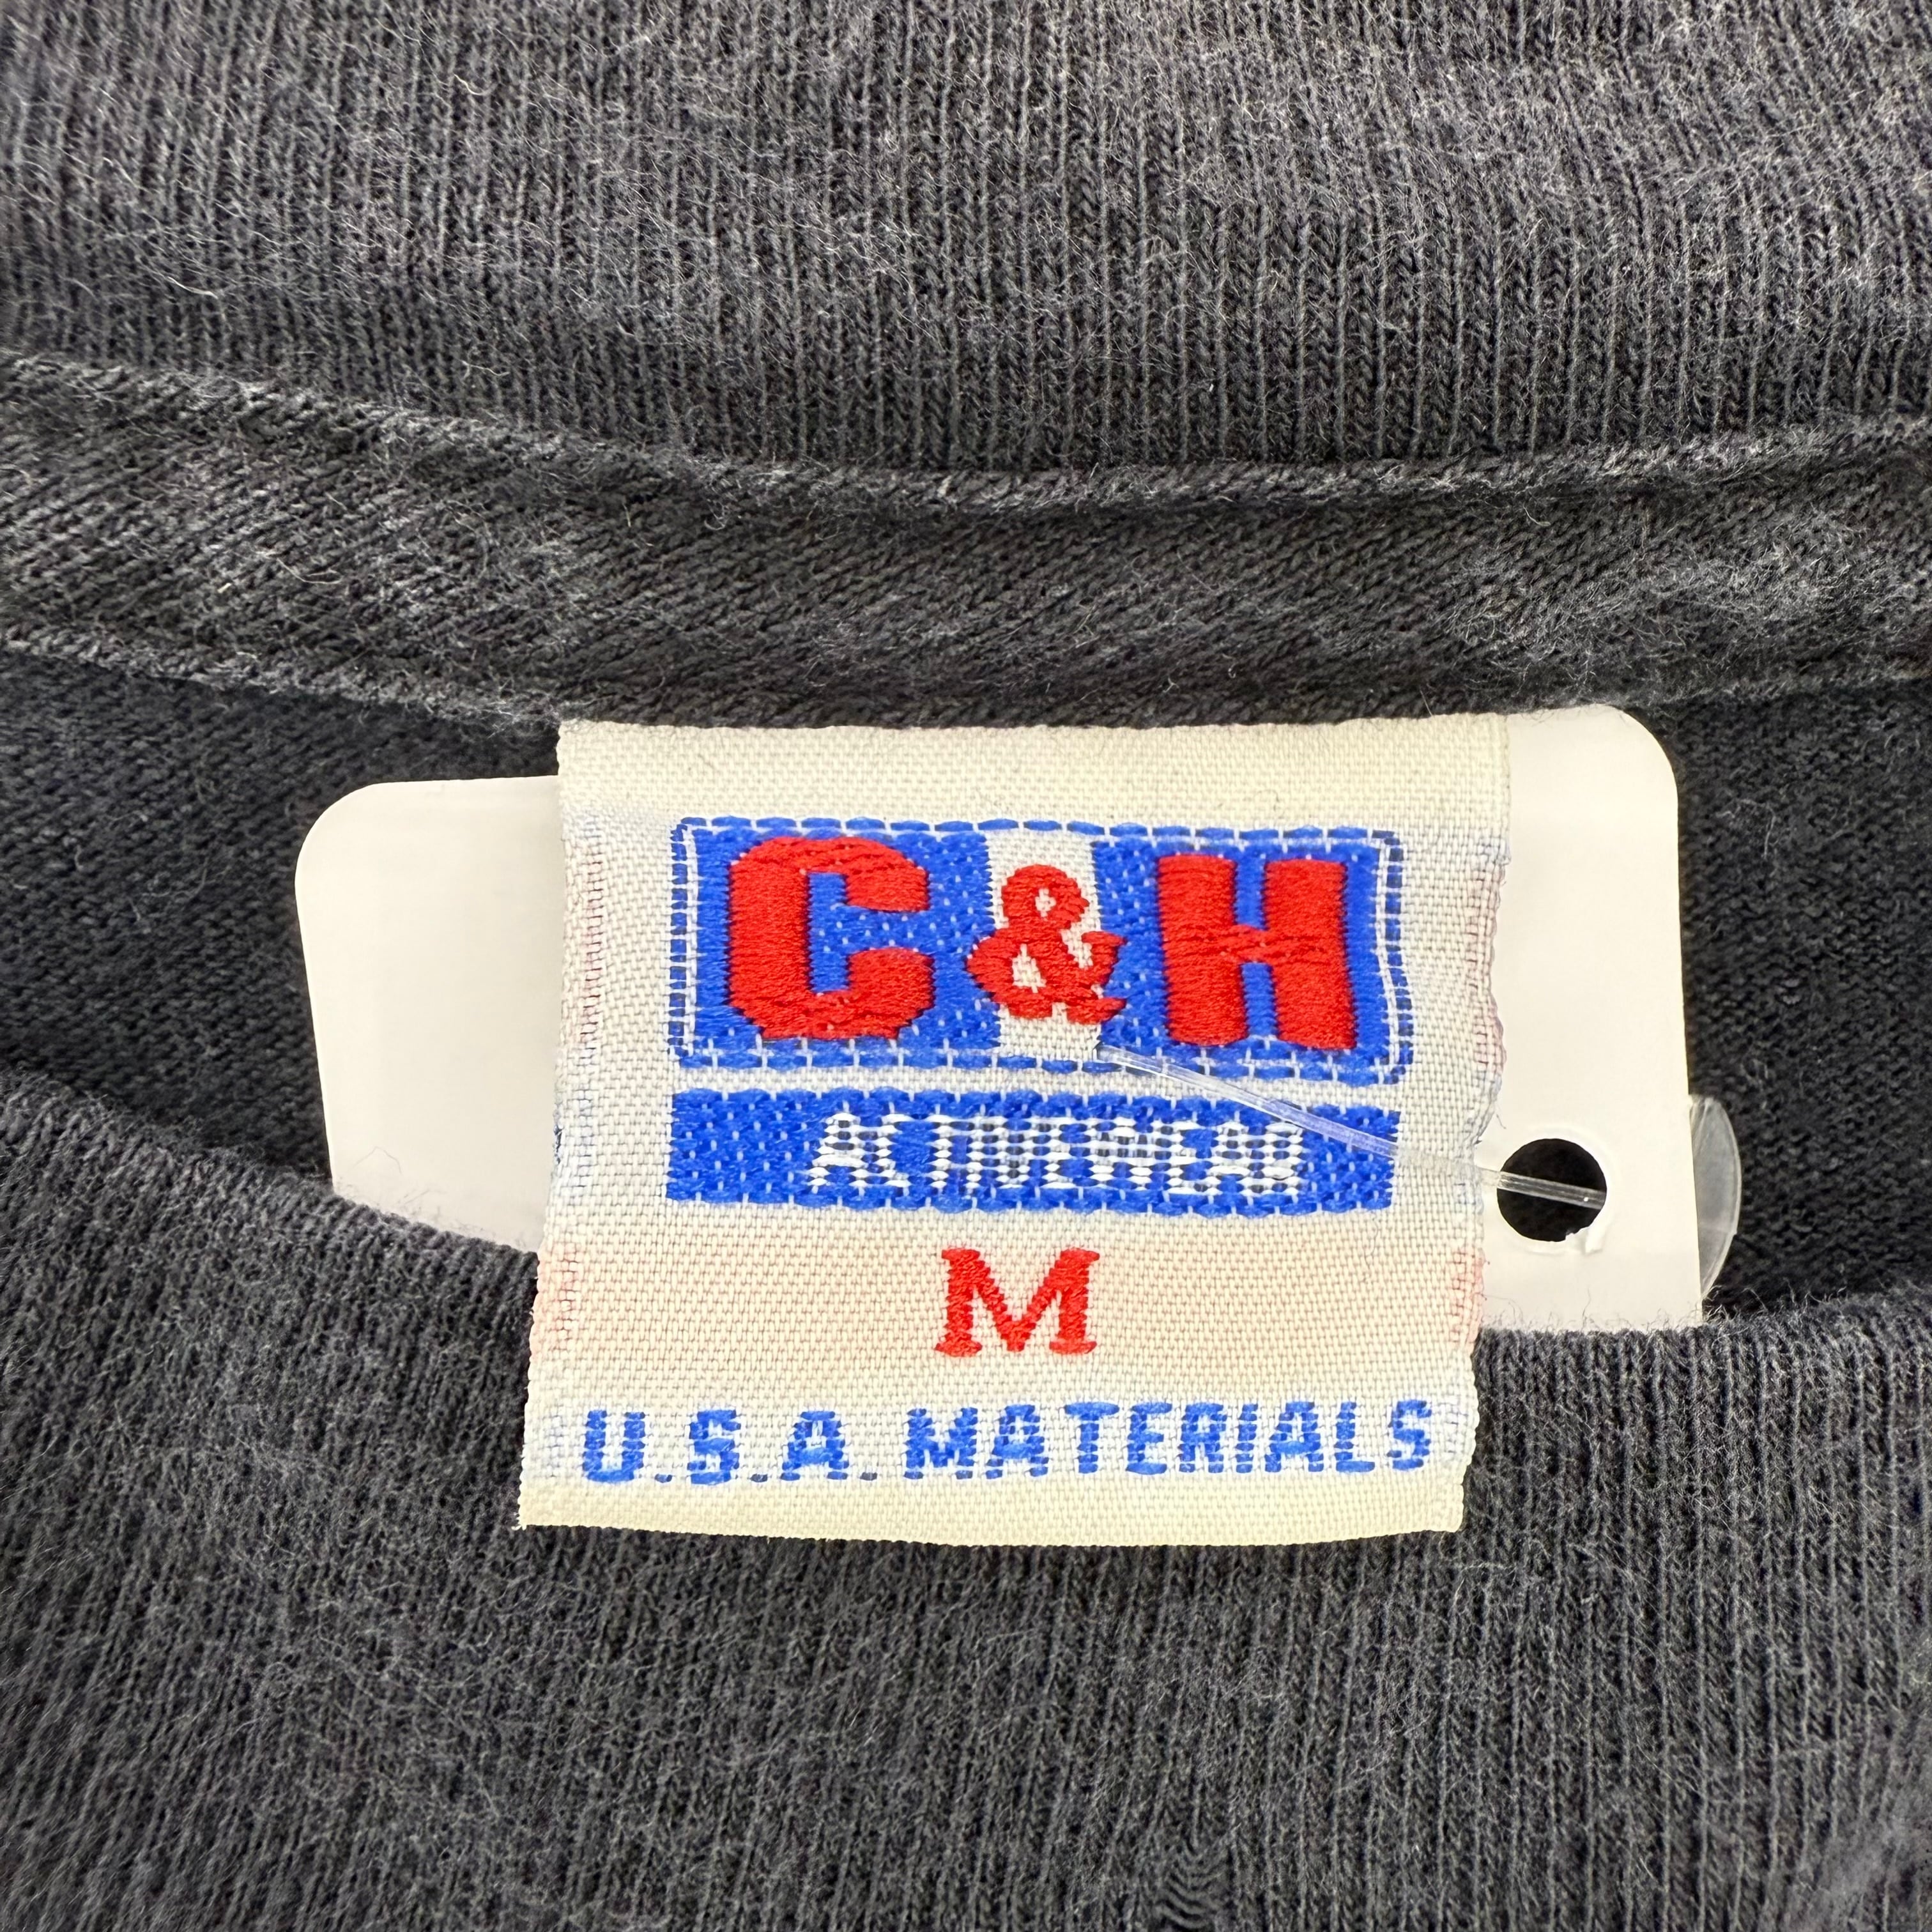 C&H
ACTIVEWEAR
M
U.S.A. MATERIALS